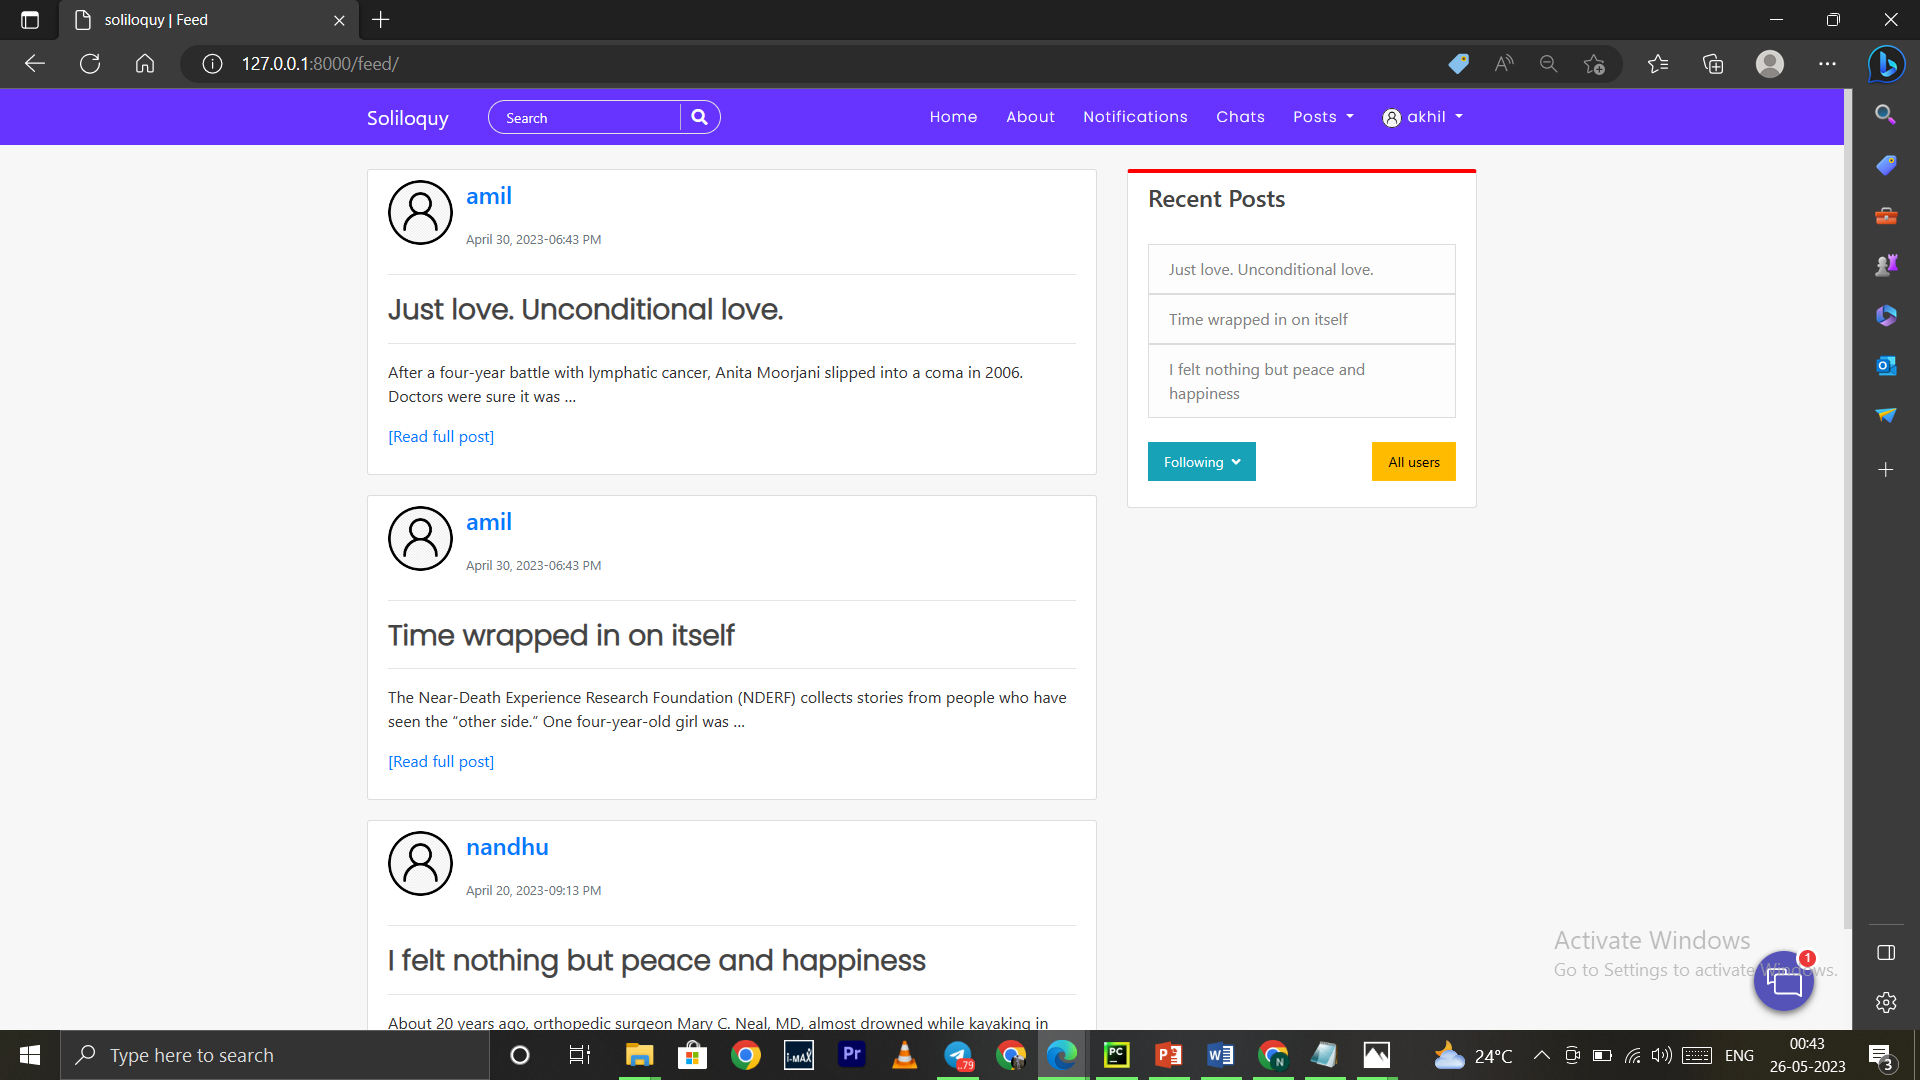 soliloquy | Feed
127.0.0.1:8000/feed/
Soliloquy
Search
Home
About
Notifications
Chats
Posts
akhil
amil
April 30, 2023-06:43 PM
Just love. Unconditional love.
After a four-year battle with lymphatic cancer, Anita Moorjani slipped into a coma in 2006.
Doctors were sure it was ...
[Read full post]
amil
April 30, 2023-06:43 PM
Time wrapped in on itself
The Near-Death Experience Research Foundation (NDERF) collects stories from people who have
seen the “other side.” One four-year-old girl was ...
[Read full post]
nandhu
April 20, 2023-09:13 PM
I felt nothing but peace and happiness
About 20 years ago, orthopedic surgeon Mary C. Neal, MD, almost drowned while kayaking in
Recent Posts
Just love. Unconditional love.
Time wrapped in on itself
I felt nothing but peace and
happiness
Following
All users
Activate Windows
Go to Settings to activate Windows.
1
Type here to search
i-MAX
Pr
..79
PC
P
W
N
24°C
ENG
00:43
26-05-2023
3